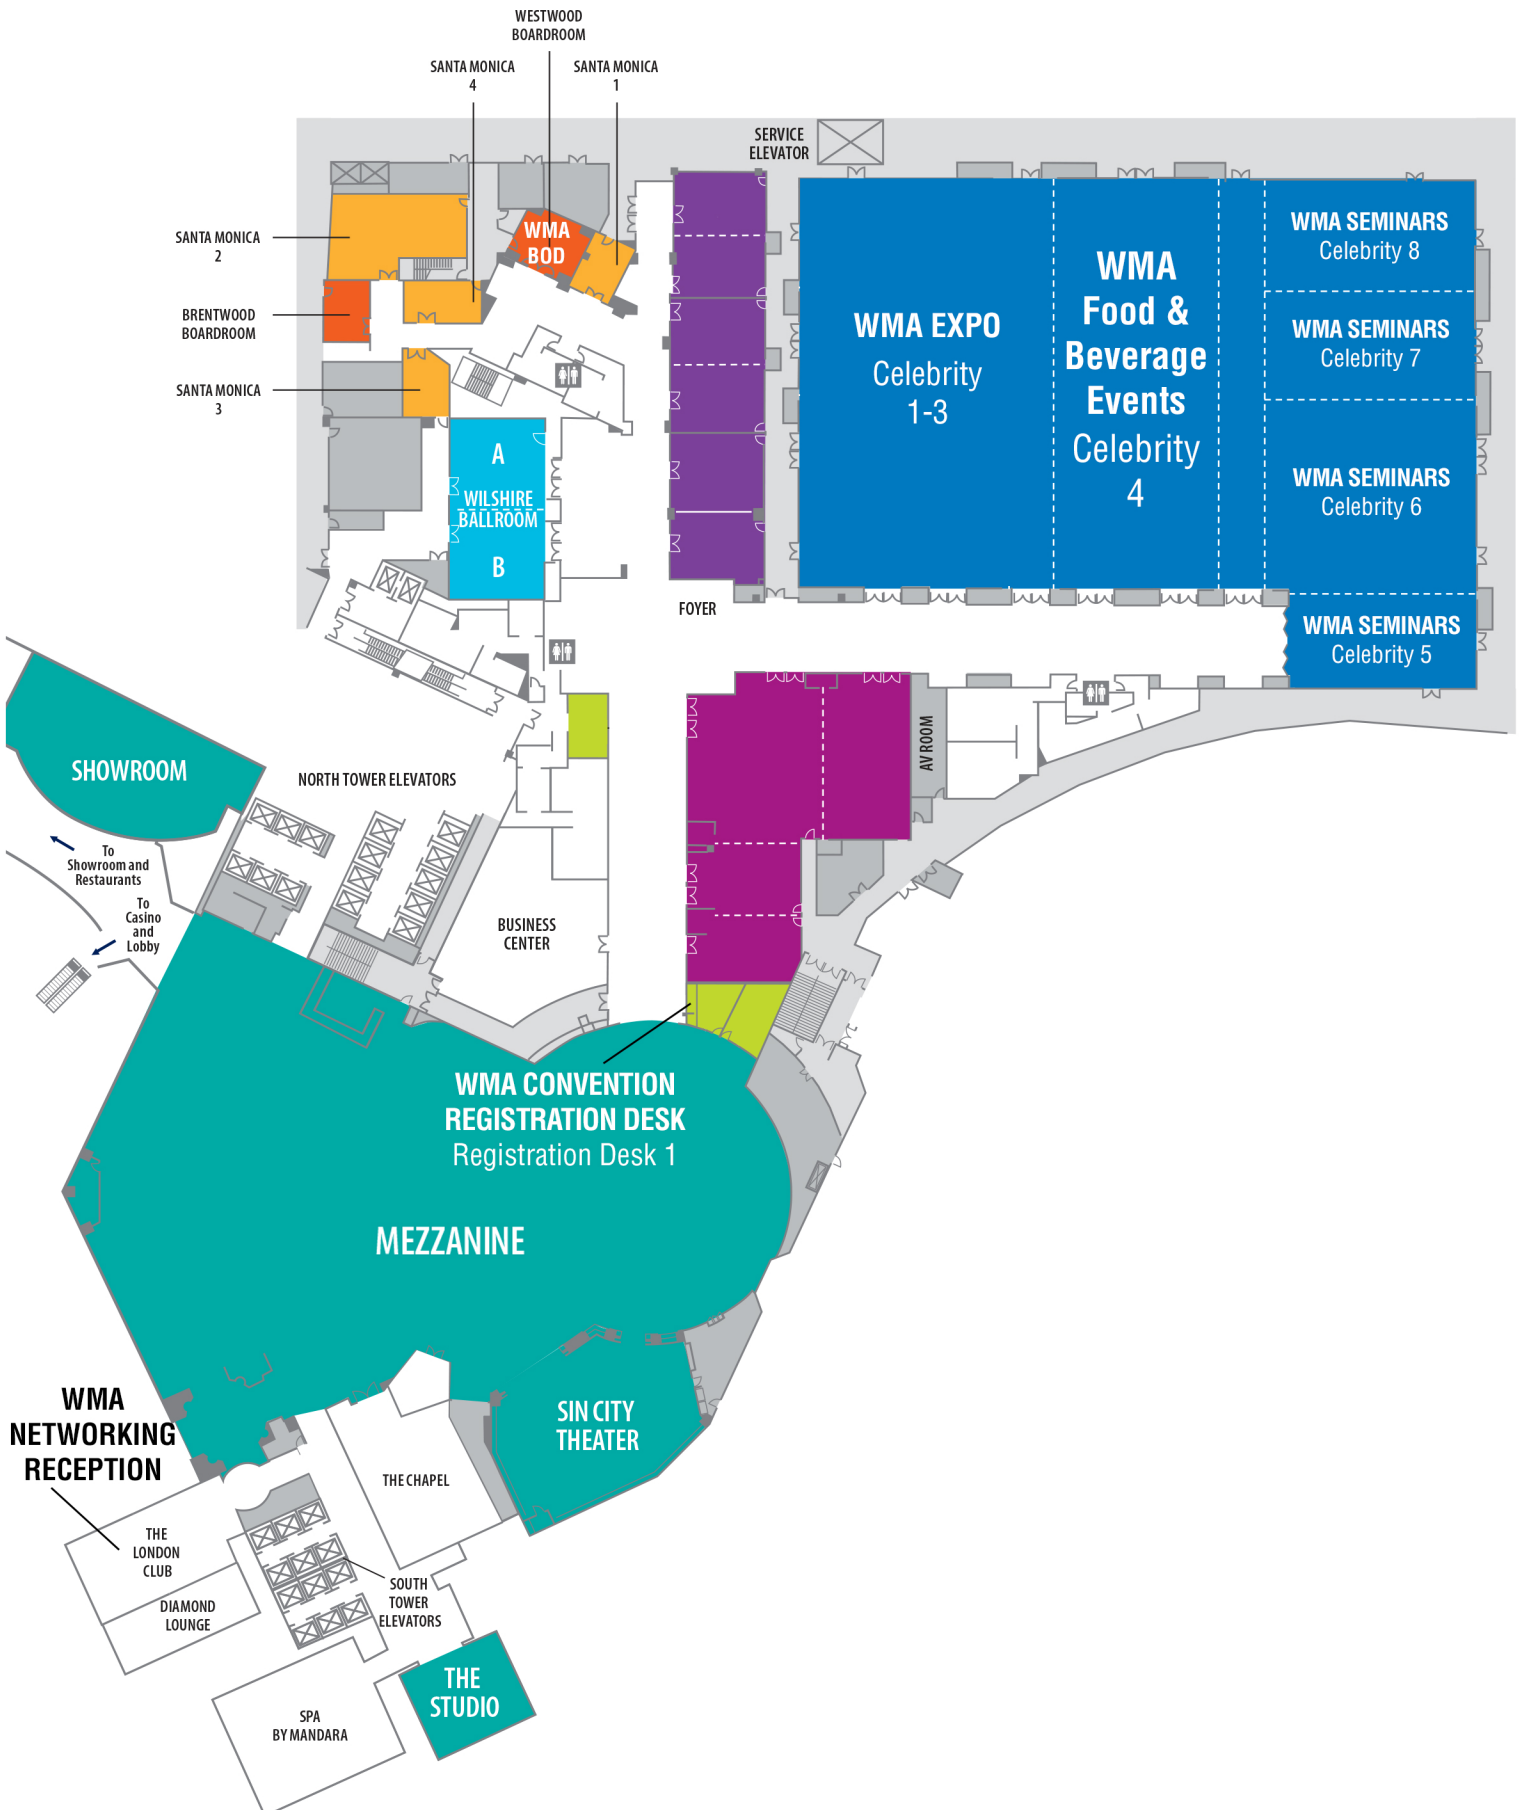 WESTWOOD
BOARDROOM
SANTA MONICA
4
SANTA MONICA
1
SERVICE
ELEVATOR
SANTA MONICA
2
WMA
BOD
BRENTWOOD
BOARDROOM
SANTA MONICA
3
A
WILSHIRE
BALLROOM
B
WMA EXPO
Celebrity
1-3
WMA
Food &
Beverage
Events
Celebrity
4
WMA SEMINARS
Celebrity 8
WMA SEMINARS
Celebrity 7
WMA SEMINARS
Celebrity 6
WMA SEMINARS
Celebrity 5
FOYER
AV ROOM
SHOWROOM
NORTH TOWER ELEVATORS
To
Showroom and
Restaurants
To
Casino
and
Lobby
BUSINESS
CENTER
WMA CONVENTION
REGISTRATION DESK
Registration Desk 1
MEZZANINE
WMA
NETWORKING
RECEPTION
SIN CITY
THEATER
THE CHAPEL
THE
LONDON
CLUB
DIAMOND
LOUNGE
SOUTH
TOWER
ELEVATORS
THE
STUDIO
SPA
BY MANDARA